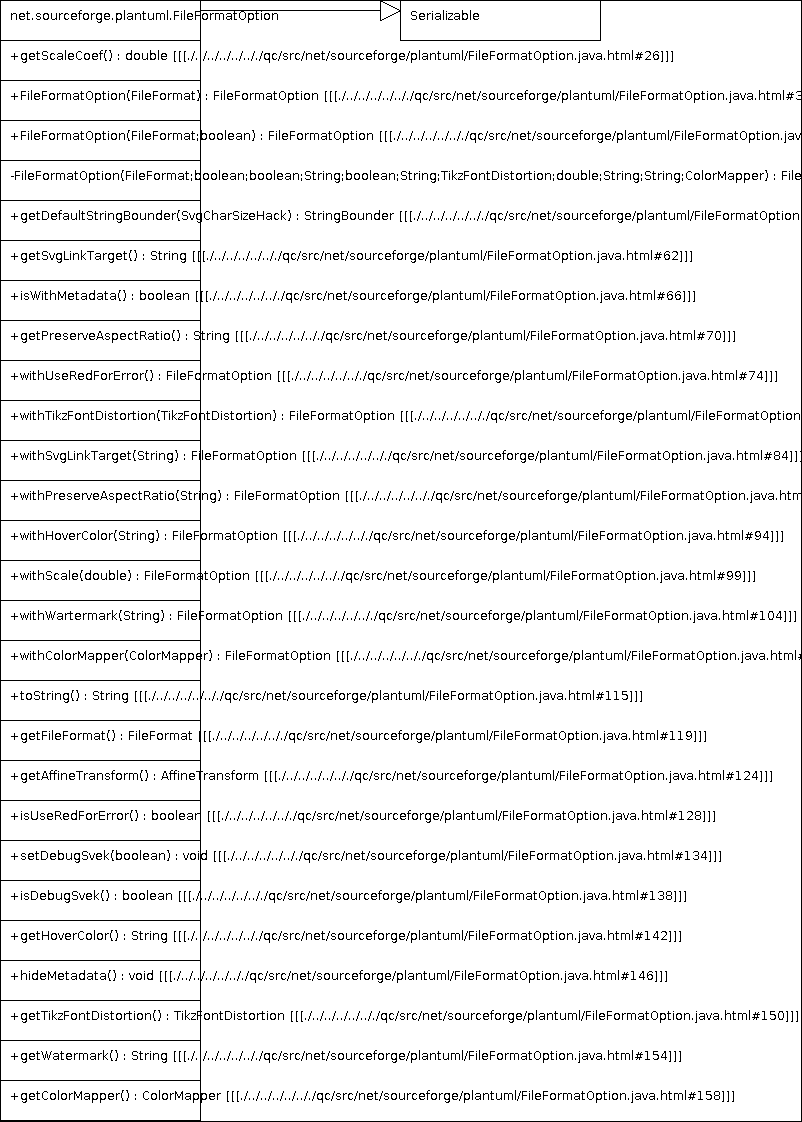 net.sourceforge.plantuml.FileFormatOption
Serializable
+getScaleCoef() : double [[[./../../../../../qc/src/net/sourceforge/plantuml/FileFormatOption.java.html#26]]]
+FileFormatOption(FileFormat) : FileFormatOption [[[./../../../../../qc/src/net/sourceforge/plantuml/FileFormatOption.java.html#3
+FileFormatOption(FileFormat;boolean) : FileFormatOption [[[./../../../../../qc/src/net/sourceforge/plantuml/FileFormatOption.jav
-FileFormatOption(FileFormat;boolean;boolean;String;boolean;String;TikzFontDistortion;double;String;String;ColorMapper) : File
+getDefaultStringBounder(SvgCharSizeHack) : StringBounder [[[./../../../../../qc/src/net/sourceforge/plantuml/FileFormatOption
+getSvgLinkTarget() : String [[[./../../../../../qc/src/net/sourceforge/plantuml/FileFormatOption.java.html#62]]]
+isWithMetadata() : boolean [[[./../../../../../qc/src/net/sourceforge/plantuml/FileFormatOption.java.html#66]]]
+getPreserveAspectRatio() : String [[[./../../../../../qc/src/net/sourceforge/plantuml/FileFormatOption.java.html#70]]]
+withUseRedForError() : FileFormatOption [[[./../../../../../qc/src/net/sourceforge/plantuml/FileFormatOption.java.html#74]]]
+withTikzFontDistortion(TikzFontDistortion) : FileFormatOption [[[./../../../../../qc/src/net/sourceforge/plantuml/FileFormatOption
+withSvgLinkTarget(String) : FileFormatOption [[[./../../../../../qc/src/net/sourceforge/plantuml/FileFormatOption.java.html#84]]]
+withPreserveAspectRatio(String) : FileFormatOption [[[./../../../../../qc/src/net/sourceforge/plantuml/FileFormatOption.java.htm
+withHoverColor(String) : FileFormatOption [[[./../../../../../qc/src/net/sourceforge/plantuml/FileFormatOption.java.html#94]]]
+withScale(double) : FileFormatOption [[[./../../../../../qc/src/net/sourceforge/plantuml/FileFormatOption.java.html#99]]]
+withWartermark(String) : FileFormatOption [[[./../../../../../qc/src/net/sourceforge/plantuml/FileFormatOption.java.html#104]]]
+withColorMapper(ColorMapper) : FileFormatOption [[[./../../../../../qc/src/net/sourceforge/plantuml/FileFormatOption.java.html#
+toString() : String [[[./../../../../../qc/src/net/sourceforge/plantuml/FileFormatOption.java.html#115]]]
+getFileFormat() : FileFormat [[[./../../../../../qc/src/net/sourceforge/plantuml/FileFormatOption.java.html#119]]]
+getAffineTransform() : AffineTransform [[[./../../../../../qc/src/net/sourceforge/plantuml/FileFormatOption.java.html#124]]]
+isUseRedForError() : boolean [[[./../../../../../qc/src/net/sourceforge/plantuml/FileFormatOption.java.html#128]]]
+setDebugSvek(boolean) : void [[[./../../../../../qc/src/net/sourceforge/plantuml/FileFormatOption.java.html#134]]]
+isDebugSvek() : boolean [[[./../../../../../qc/src/net/sourceforge/plantuml/FileFormatOption.java.html#138]]]
+getHoverColor() : String [[[./../../../../../qc/src/net/sourceforge/plantuml/FileFormatOption.java.html#142]]]
+hideMetadata() : void [[[./../../../../../qc/src/net/sourceforge/plantuml/FileFormatOption.java.html#146]]]
+getTikzFontDistortion() : TikzFontDistortion [[[./../../../../../qc/src/net/sourceforge/plantuml/FileFormatOption.java.html#150]]]
+getWatermark() : String [[[./../../../../../qc/src/net/sourceforge/plantuml/FileFormatOption.java.html#154]]]
+getColorMapper() : ColorMapper [[[./../../../../../qc/src/net/sourceforge/plantuml/FileFormatOption.java.html#158]]]